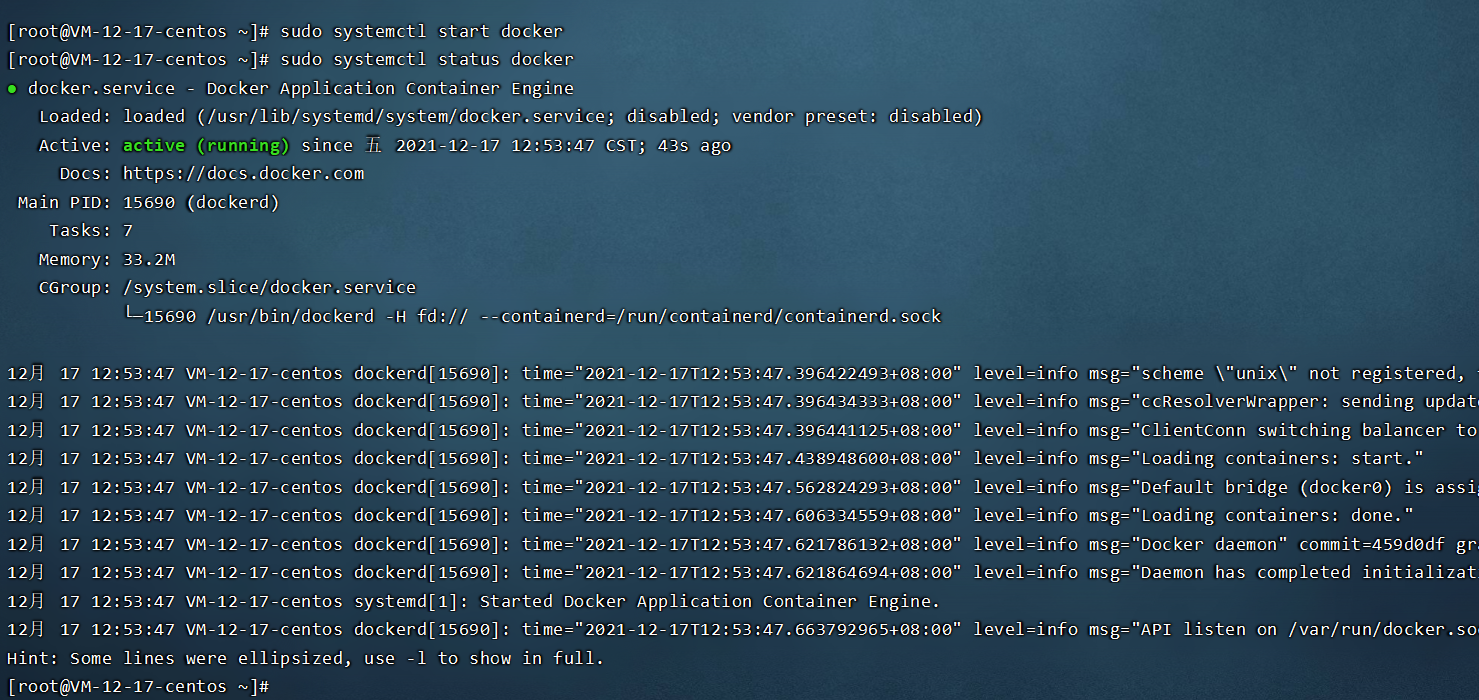 [root@VM-12-17-centos ~]# sudo systemctl start docker
[root@VM-12-17-centos ~]# sudo systemctl status docker
● docker.service - Docker Application Container Engine
   Loaded: loaded (/usr/lib/systemd/system/docker.service; disabled; vendor preset: disabled)
   Active: active (running) since 五 2021-12-17 12:53:47 CST; 43s ago
     Docs: https://docs.docker.com
 Main PID: 15690 (dockerd)
    Tasks: 7
   Memory: 33.2M
   CGroup: /system.slice/docker.service
           └─15690 /usr/bin/dockerd -H fd:// --containerd=/run/containerd/containerd.sock
12月 17 12:53:47 VM-12-17-centos dockerd[15690]: time="2021-12-17T12:53:47.396422493+08:00" level=info msg="scheme \"unix\" not registered,
12月 17 12:53:47 VM-12-17-centos dockerd[15690]: time="2021-12-17T12:53:47.396434333+08:00" level=info msg="ccResolverWrapper: sending updat
12月 17 12:53:47 VM-12-17-centos dockerd[15690]: time="2021-12-17T12:53:47.396441125+08:00" level=info msg="ClientConn switching balancer to
12月 17 12:53:47 VM-12-17-centos dockerd[15690]: time="2021-12-17T12:53:47.438948600+08:00" level=info msg="Loading containers: start."
12月 17 12:53:47 VM-12-17-centos dockerd[15690]: time="2021-12-17T12:53:47.562824293+08:00" level=info msg="Default bridge (docker0) is assig
12月 17 12:53:47 VM-12-17-centos dockerd[15690]: time="2021-12-17T12:53:47.606334559+08:00" level=info msg="Loading containers: done."
12月 17 12:53:47 VM-12-17-centos dockerd[15690]: time="2021-12-17T12:53:47.621786132+08:00" level=info msg="Docker daemon" commit=459d0df gr
12月 17 12:53:47 VM-12-17-centos dockerd[15690]: time="2021-12-17T12:53:47.621864694+08:00" level=info msg="Daemon has completed initializat
12月 17 12:53:47 VM-12-17-centos systemd[1]: Started Docker Application Container Engine.
12月 17 12:53:47 VM-12-17-centos dockerd[15690]: time="2021-12-17T12:53:47.663792965+08:00" level=info msg="API listen on /var/run/docker.so
Hint: Some lines were ellipsized, use -l to show in full.
[root@VM-12-17-centos ~]#